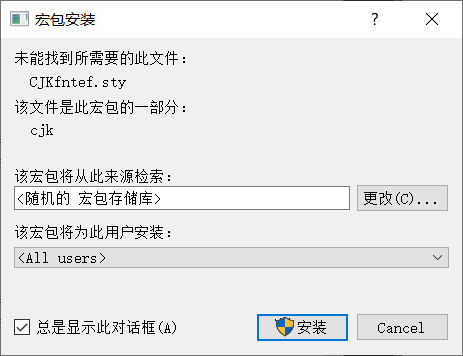 宏包安装
未能找到所需要的此文件：
CJKfntef.sty
该文件是此宏包的一部分：
cjk
该宏包将从此来源检索：
<随机的 宏包存储库>
更改(C)...
该宏包将为此用户安装：
<All users>
总是显示此对话框(A)
安装
Cancel